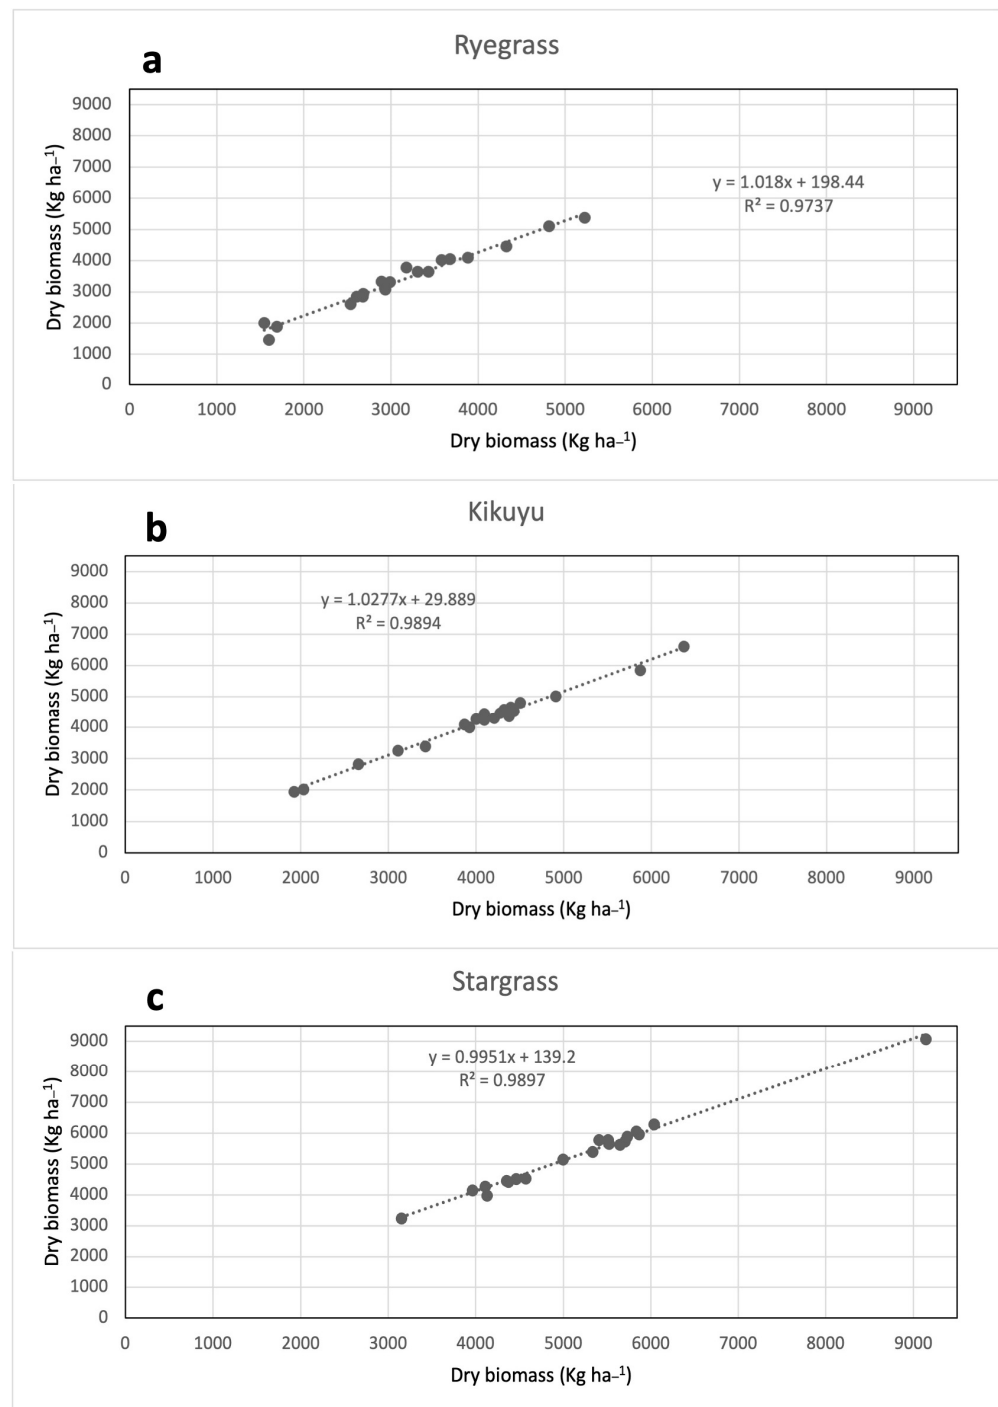 Ryegrass
a
9000
8000
7000
6000
5000
4000
3000
2000
1000
0
Dry biomass (Kg ha–¹)
y = 1.018x + 198.44
R² = 0.9737
0 1000 2000 3000 4000 5000 6000 7000 8000 9000
Dry biomass (Kg ha–¹)
Kikuyu
b
9000
8000
7000
6000
5000
4000
3000
2000
1000
0
Dry biomass (Kg ha–¹)
y = 1.0277x + 29.889
R² = 0.9894
0 1000 2000 3000 4000 5000 6000 7000 8000 9000
Dry biomass (Kg ha–¹)
Stargrass
c
9000
8000
7000
6000
5000
4000
3000
2000
1000
0
Dry biomass (Kg ha–¹)
y = 0.9951x + 139.2
R² = 0.9897
0 1000 2000 3000 4000 5000 6000 7000 8000 9000
Dry biomass (Kg ha–¹)